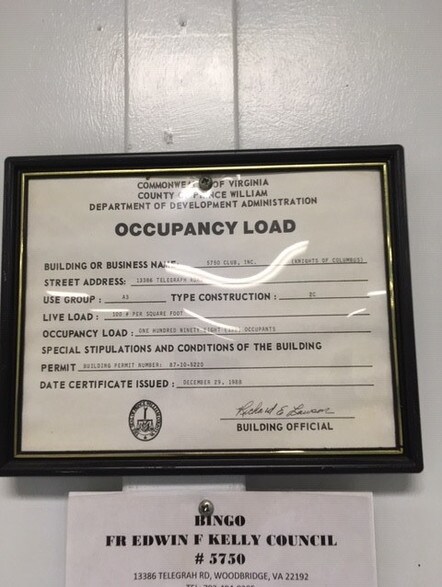 COMMONWEALTH OF VIRGINIA
COUNTY OF PRINCE WILLIAM
DEPARTMENT OF DEVELOPMENT ADMINISTRATION
OCCUPANCY LOAD
BUILDING OR BUSINESS NAME: 5750 CLUB, INC. (KNIGHTS OF COLUMBUS)
STREET ADDRESS: 13386 TELEGRAPH
USE GROUP: A3 TYPE CONSTRUCTION:
LIVE LOAD: 100 # PER SQUARE FOOT
OCCUPANCY LOAD: ONE HUNDRED NINETY EIGHT OCCUPANTS
SPECIAL STIPULATIONS AND CONDITIONS OF THE BUILDING
PERMIT BUILDING PERMIT NUMBER: 87-10-3220
DATE CERTIFICATE ISSUED: DECEMBER 29, 1988
Richard E Lawson
BUILDING OFFICIAL
BINGO
FR EDWIN F KELLY COUNCIL
# 5750
13386 TELEGRAH RD, WOODBRIDGE, VA 22192